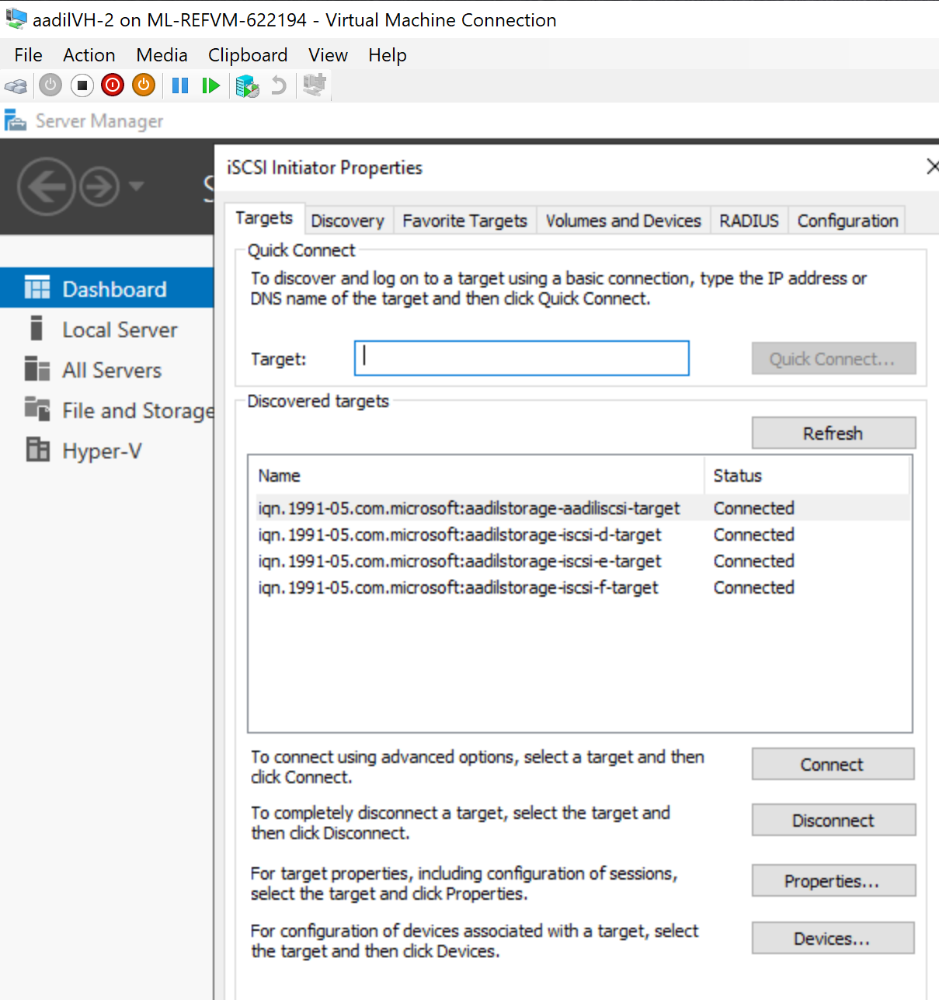 aadilVH-2 on ML-REFVM-622194 - Virtual Machine Connection
File Action Media Clipboard View Help
Server Manager
iSCSI Initiator Properties
Targets Discovery Favorite Targets Volumes and Devices RADIUS Configuration
Quick Connect
To discover and log on to a target using a basic connection, type the IP address or
DNS name of the target and then click Quick Connect.
Target:
Quick Connect...
Dashboard
Local Server
All Servers
File and Storage
Hyper-V
Discovered targets
Refresh
Name Status
iqn.1991-05.com.microsoft:aadilstorage-aadiliscsi-target Connected
iqn.1991-05.com.microsoft:aadilstorage-iscsi-d-target Connected
iqn.1991-05.com.microsoft:aadilstorage-iscsi-e-target Connected
iqn.1991-05.com.microsoft:aadilstorage-iscsi-f-target Connected
To connect using advanced options, select a target and then
click Connect.
Connect
To completely disconnect a target, select the target and
then click Disconnect.
Disconnect
For target properties, including configuration of sessions,
select the target and click Properties.
Properties...
For configuration of devices associated with a target, select
the target and then click Devices.
Devices...